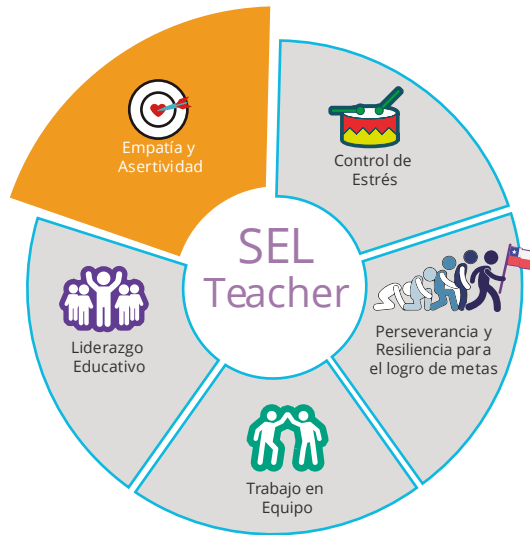 Empatía y
Asertividad
Control de
Estrés
SEL
Teacher
Perseverancia y
Resiliencia para
el logro de metas
Liderazgo
Educativo
Trabajo en
Equipo